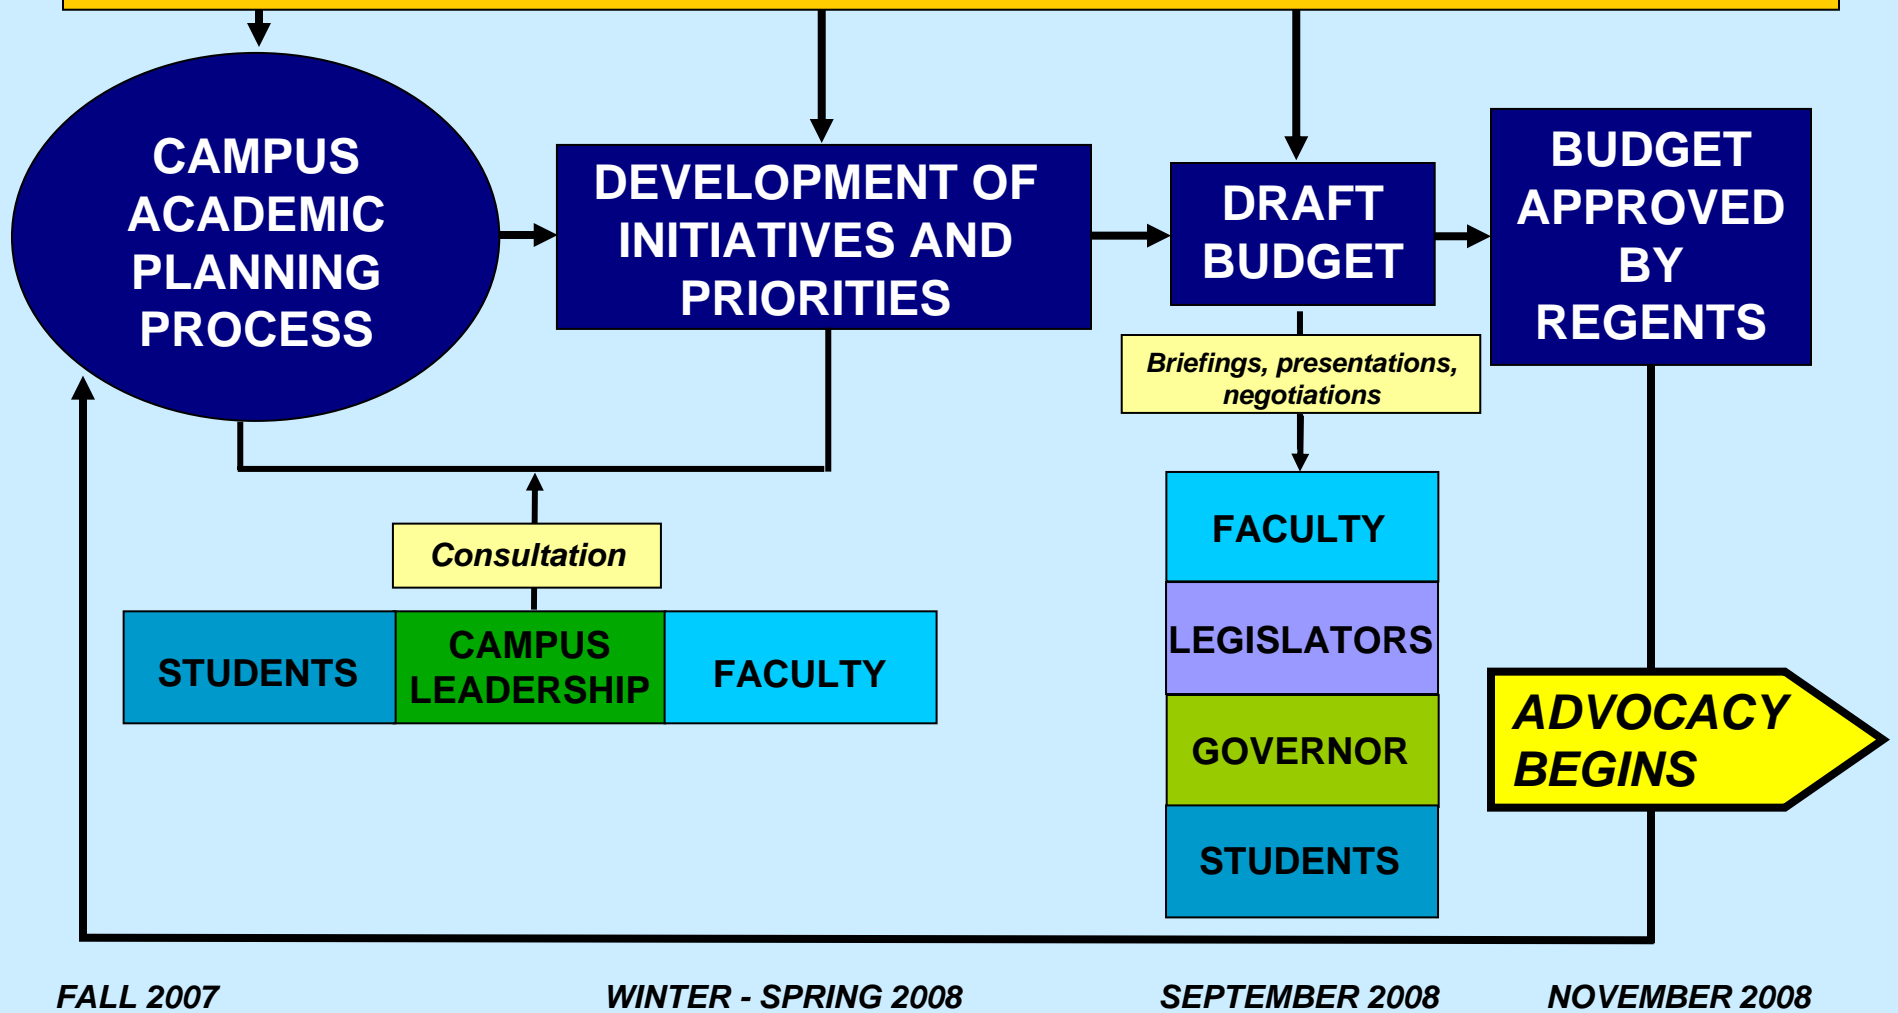 CAMPUS
ACADEMIC
PLANNING
PROCESS
DEVELOPMENT OF
INITIATIVES AND
PRIORITIES
DRAFT
BUDGET
BUDGET
APPROVED
BY
REGENTS
Briefings, presentations,
negotiations
Consultation
STUDENTS
CAMPUS
LEADERSHIP
FACULTY
FACULTY
LEGISLATORS
GOVERNOR
STUDENTS
ADVOCACY
BEGINS
FALL 2007
WINTER - SPRING 2008
SEPTEMBER 2008
NOVEMBER 2008